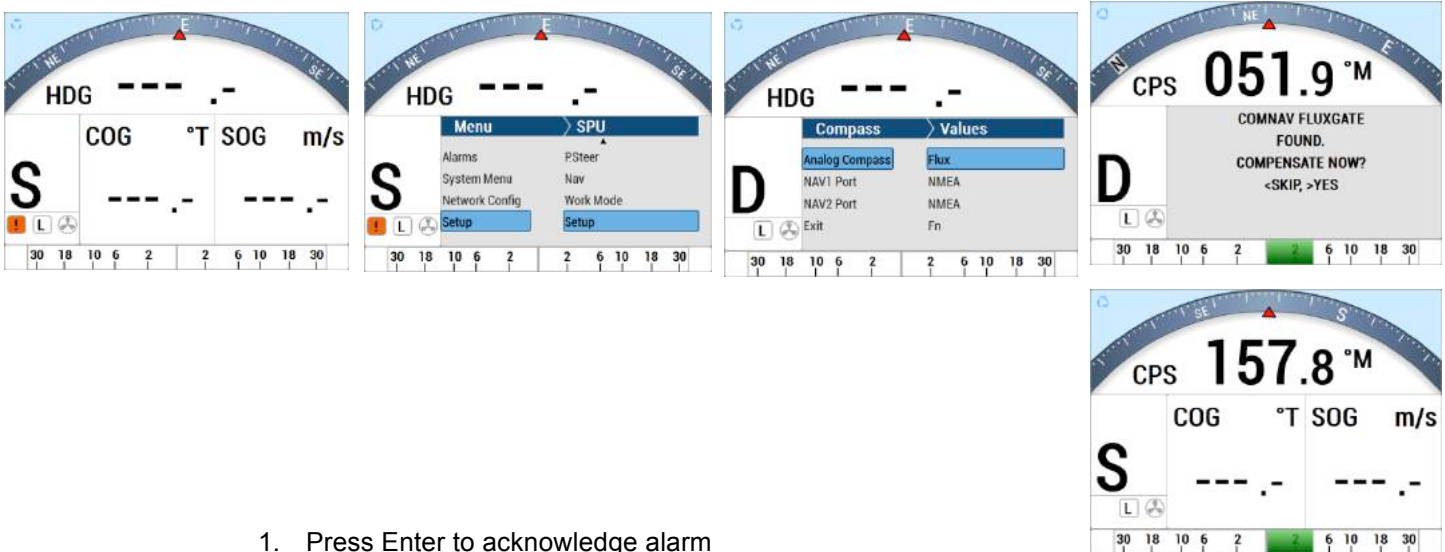 E
NE
SE
HDG ---.-
COG °T SOG m/s
S
---.- ---.-
! L
30 18 10 6 2 2 6 10 18 30
E
NE
SE
HDG ---.-
Menu SPU
Alarms P.Steer
System Menu Nav
S
Network Config Work Mode
! L
Setup Setup
30 18 10 6 2 2 6 10 18 30
E
NE
SE
HDG ---.-
Compass Values
Analog Compass Flux
D
NAV1 Port NMEA
NAV2 Port NMEA
L
Exit Fn
30 18 10 6 2 2 6 10 18 30
NE
N E
CPS 051.9 °M
COMNAV FLUXGATE
FOUND.
COMPENSATE NOW?
D
<SKIP, >YES
L
30 18 10 6 2 2 6 10 18 30
SE S
CPS 157.8 °M
COG °T SOG m/s
S
---.- ---.-
L
30 18 10 6 2 2 6 10 18 30
1. Press Enter to acknowledge alarm